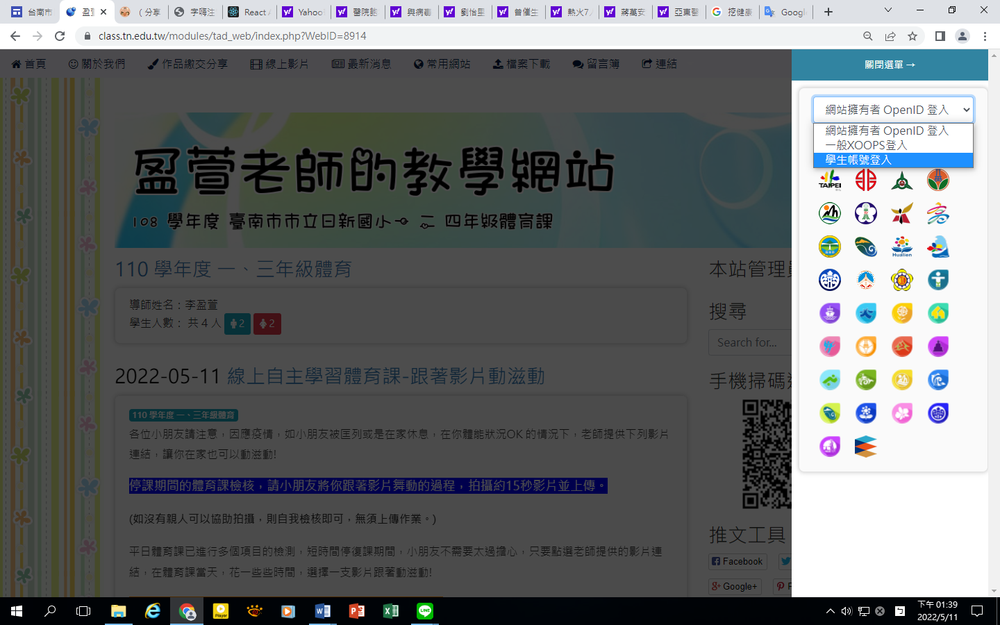 台南市
盈萱
（分享
字嗨注
React A
Yahoo
醫院跑
與病毒
劉怡里
曾催生
熱火7
蔣萬安
亞東醫
挖健康
Google
class.tn.edu.tw/modules/tad_web/index.php?WebID=8914
首頁 關於我們 作品繳交分享 線上影片 最新消息 常用網站 檔案下載 留言簿 連結
關閉選單 →
網站擁有者 OpenID 登入
網站擁有者 OpenID 登入
一般XOOPS登入
學生帳號登入
TAIPEI
Hualien
盈萱老師的教學網站
108 學年度 臺南市市立日新國小一 二 四年級體育課
110 學年度 一、三年級體育
導師姓名：李盈萱
學生人數： 共 4 人 2 2
2022-05-11 線上自主學習體育課-跟著影片動滋動
110 學年度 一、三年級體育
各位小朋友請注意，因應疫情，如小朋友被匡列或是在家休息，在你體能狀況OK 的情況下，老師提供下列影片
連結，讓你在家也可以動滋動!
停課期間的體育課檢核，請小朋友將你跟著影片舞動的過程，拍攝約15秒影片並上傳。
(如沒有親人可以協助拍攝，則自我檢核即可，無須上傳作業。)
平日體育課已進行多個項目的檢測，短時間停復課期間，小朋友不需要太過擔心，只要點選老師提供的影片連
結，在體育課當天，花一些些時間，選擇一支影片跟著動滋動!
本站管理
搜尋
Search for...
手機掃碼
推文工具
Facebook
Google+
Player
LINE
下午 01:39
2022/5/11